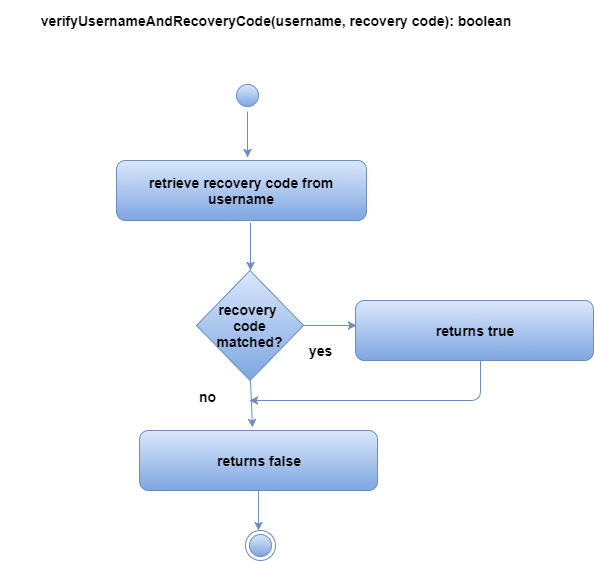 verifyUsernameAndRecoveryCode(username, recovery code): boolean
retrieve recovery code from
username
recovery
code
matched?
returns true
yes
no
returns false